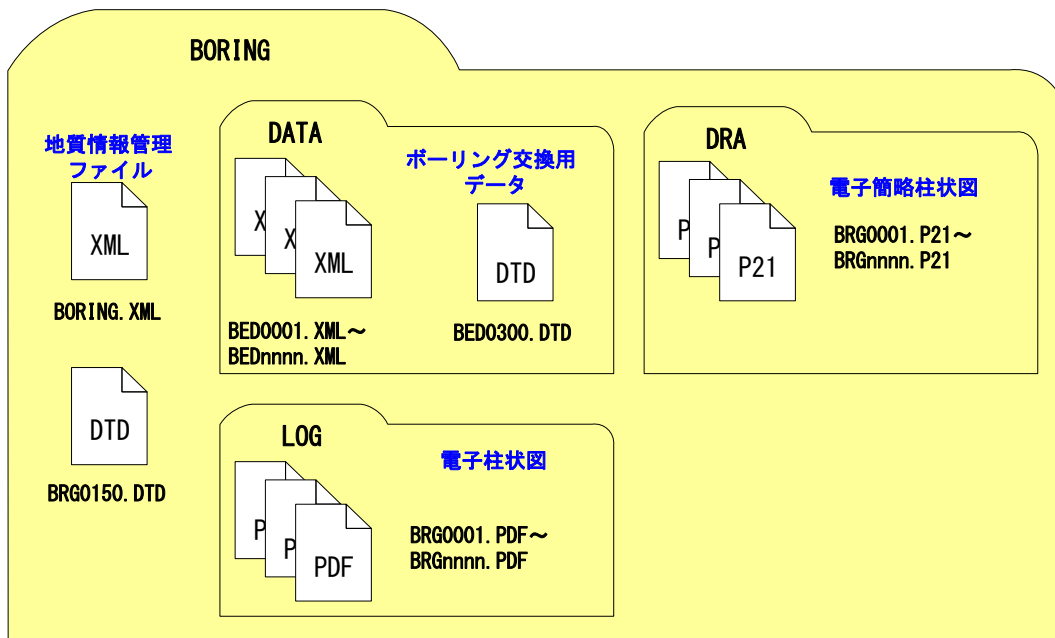 BORING
地質情報管理
ファイル
XML
BORING.XML
DTD
BRG0150.DTD
DATA
X
X
XML
BED0001.XML～
BEDnnnn.XML
ボーリング交換用
データ
DTD
BED0300.DTD
DRA
P
P
P21
電子簡略柱状図
BRG0001.P21～
BRGnnnn.P21
LOG
P
P
PDF
電子柱状図
BRG0001.PDF～
BRGnnnn.PDF